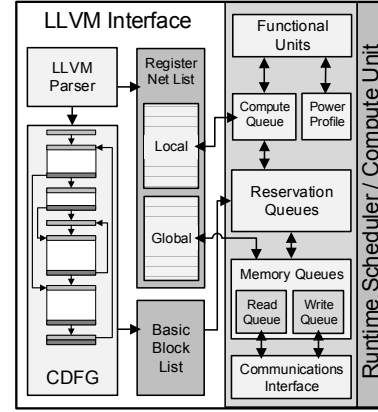 LLVM Interface
LLVM
Parser
CDFG
Register
Net List
Local
Global
Basic
Block
List
Functional
Units
Compute
Queue
Power
Profile
Reservation
Queues
Memory Queues
Read
Queue
Write
Queue
Communications
Interface
Runtime Scheduler / Compute Unit